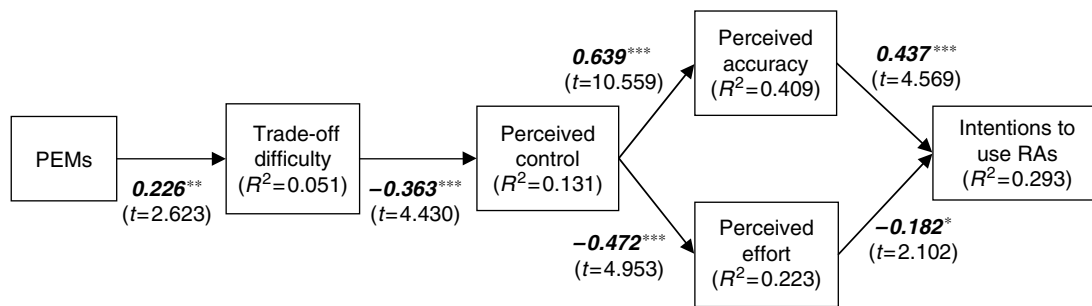 PEMs
0.226**
(t=2.623)
Trade-off
difficulty
(R²=0.051)
−0.363***
(t=4.430)
Perceived
control
(R²=0.131)
0.639***
(t=10.559)
−0.472***
(t=4.953)
Perceived
accuracy
(R²=0.409)
Perceived
effort
(R²=0.223)
0.437***
(t=4.569)
−0.182*
(t=2.102)
Intentions to
use RAs
(R²=0.293)